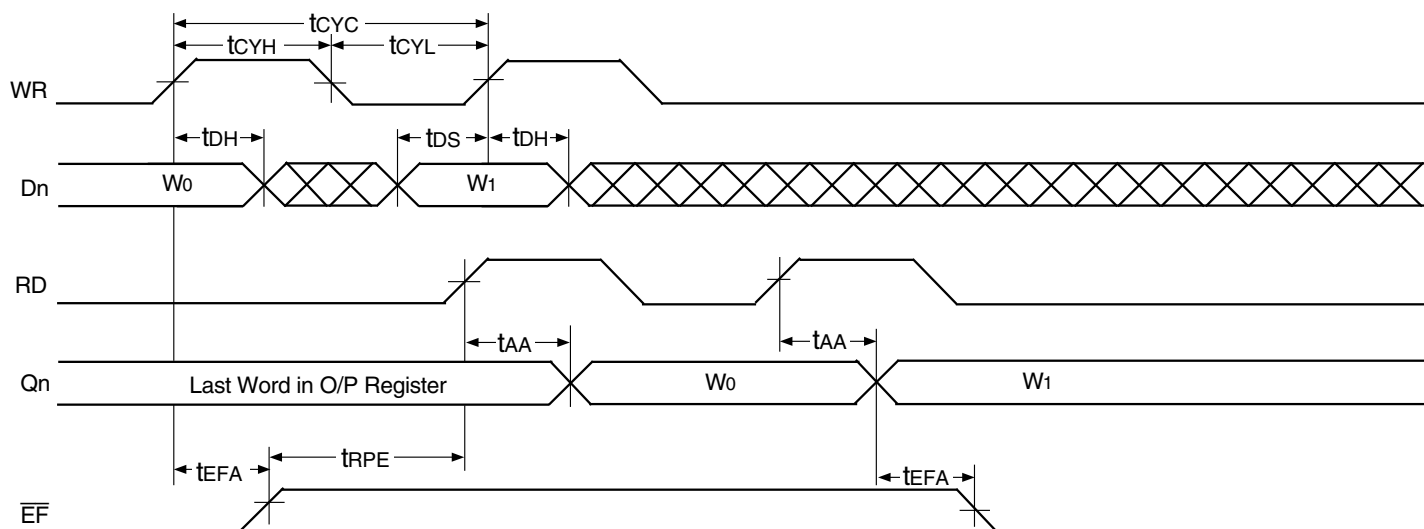 tCYC
tCYH tCYL
WR
tDH tDS tDH
Dn W0 W1
RD
tAA tAA
Qn Last Word in O/P Register W0 W1
tEFA tRPE tEFA
EF